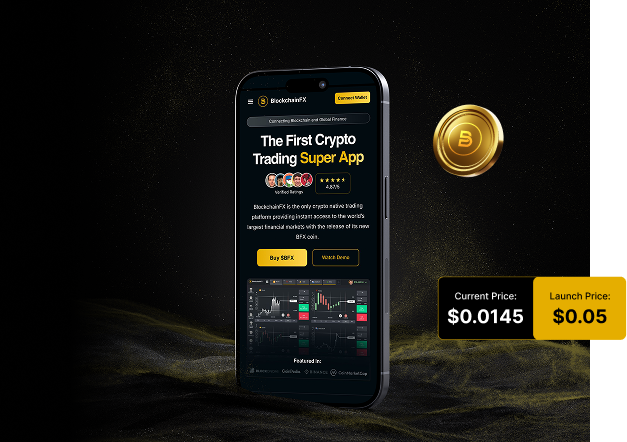 BlockchainFX
Connect Wallet
Connecting Blockchain and Global Finance
The First Crypto
Trading Super App
Verified Ratings
4.87/5
BlockchainFX is the only crypto native trading
platform providing instant access to the world's
largest financial markets with the release of its new
BFX coin.
Buy $BFX
Watch Demo
Featured in:
CoinDesk
BINANCE
CoinMarketCap
Current Price:
$0.0145
Launch Price:
$0.05